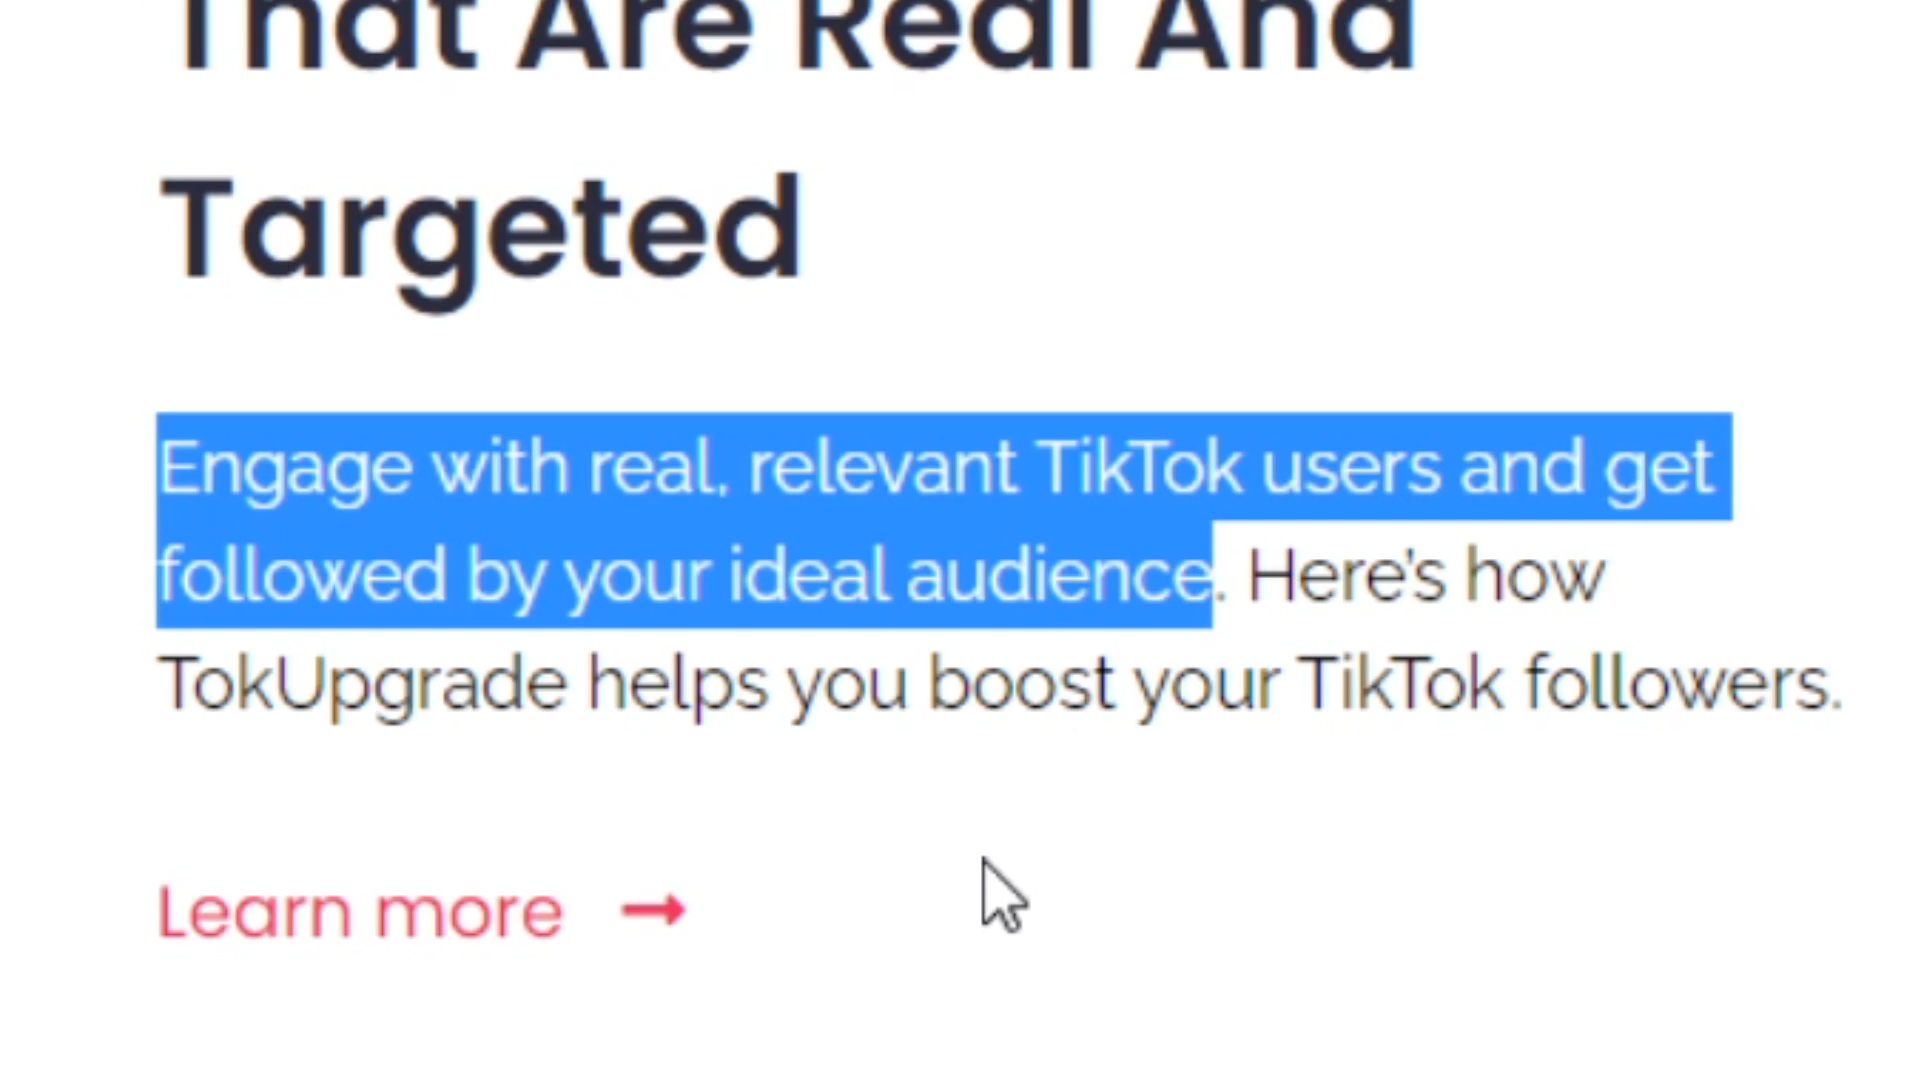 That Are Real And
Targeted
Engage with real, relevant TikTok users and get
followed by your ideal audience. Here's how
TokUpgrade helps you boost your TikTok followers.
Learn more →